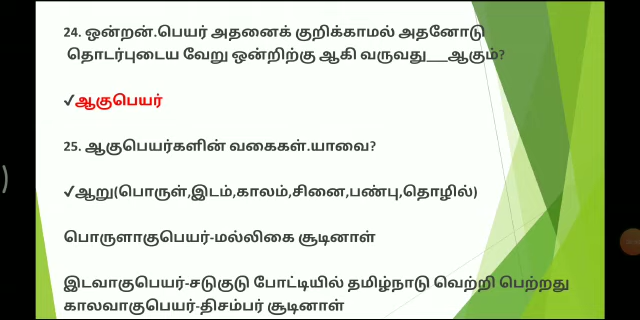 24. ஒன்றன்.பெயர் அதனைக் குறிக்காமல் அதனோடு
தொடர்புடைய வேறு ஒன்றிற்கு ஆகி வருவது___ஆகும்?
✓ஆகுபெயர்
25. ஆகுபெயர்களின் வகைகள்.யாவை?
✓ஆறு(பொருள்,இடம்,காலம்,சினை,பண்பு,தொழில்)
பொருளாகுபெயர்-மல்லிகை சூடினாள்
இடவாகுபெயர்-சடுகுடு போட்டியில் தமிழ்நாடு வெற்றி பெற்றது
காலவாகுபெயர்-திசம்பர் சூடினாள்